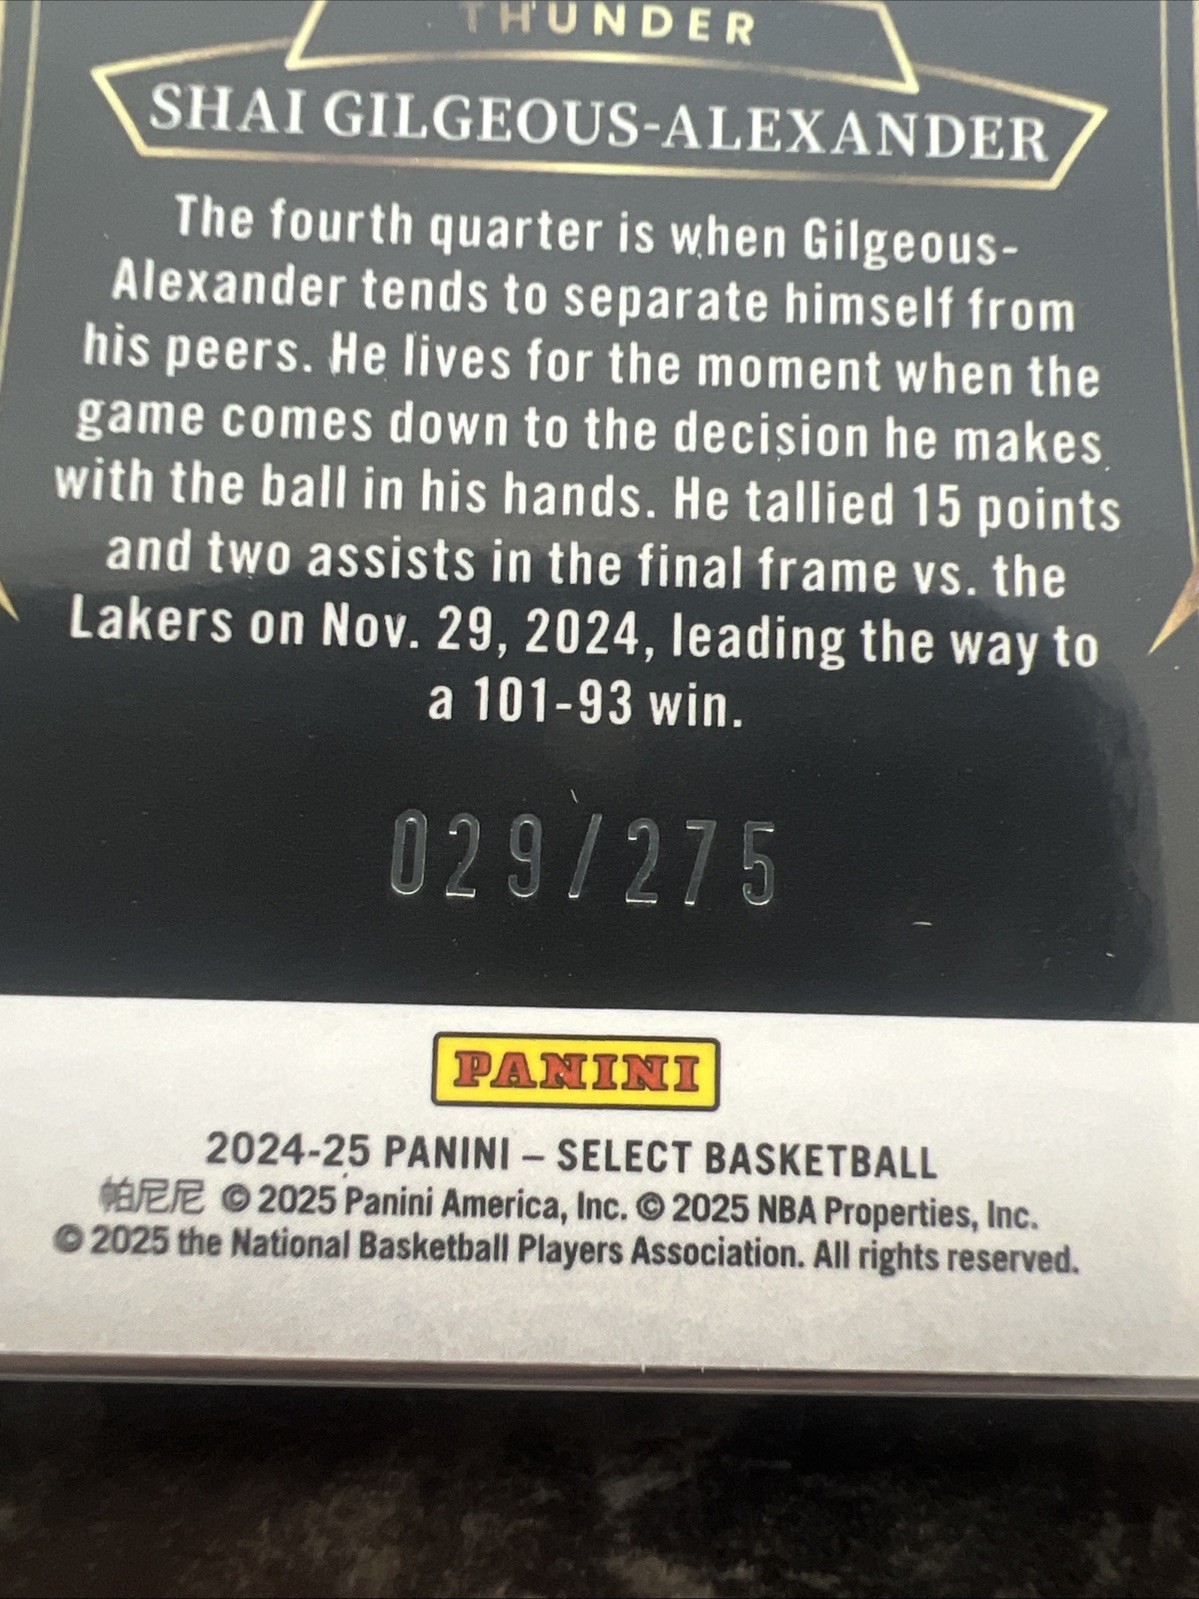 THUNDER
SHAI GILGEOUS-ALEXANDER
The fourth quarter is when Gilgeous-
Alexander tends to separate himself from
his peers. He lives for the moment when the
game comes down to the decision he makes
with the ball in his hands. He tallied 15 points
and two assists in the final frame vs. the
Lakers on Nov. 29, 2024, leading the way to
a 101-93 win.
029/275
PANINI
2024-25 PANINI – SELECT BASKETBALL
帕尼尼 © 2025 Panini America, Inc. © 2025 NBA Properties, Inc.
© 2025 the National Basketball Players Association. All rights reserved.